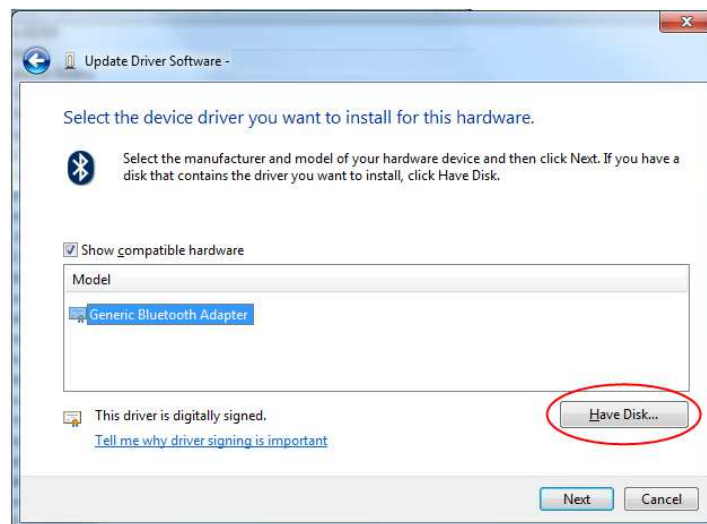 Update Driver Software -
Select the device driver you want to install for this hardware.
Select the manufacturer and model of your hardware device and then click Next. If you have a
disk that contains the driver you want to install, click Have Disk.
Show compatible hardware
Model
Generic Bluetooth Adapter
This driver is digitally signed.
Have Disk...
Tell me why driver signing is important
Next
Cancel